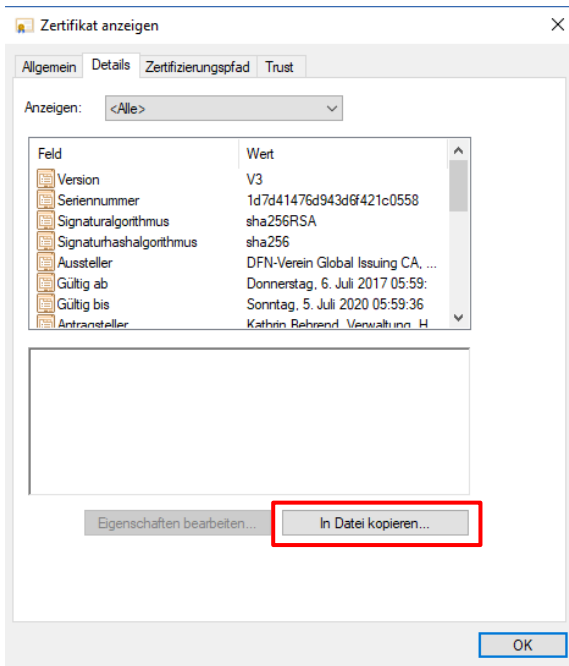 Zertifikat anzeigen
Allgemein Details Zertifizierungspfad Trust
Anzeigen: <Alle>
Feld Wert
Version V3
Seriennummer 1d7d41476d943d6f421c0558
Signaturalgorithmus sha256RSA
Signaturhashalgorithmus sha256
Aussteller DFN-Verein Global Issuing CA, ...
Gültig ab Donnerstag, 6. Juli 2017 05:59:
Gültig bis Sonntag, 5. Juli 2020 05:59:36
Antragsteller Kathrin Behrend, Verwaltung, H
Eigenschaften bearbeiten... In Datei kopieren...
OK